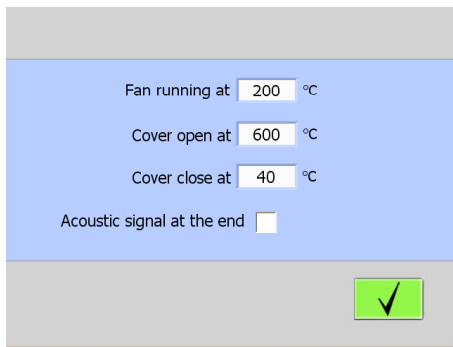 Fan running at 200 °C
Cover open at 600 °C
Cover close at 40 °C
Acoustic signal at the end